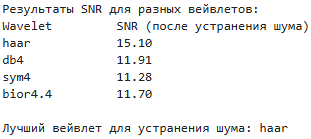 Результаты SNR для разных вейвлетов:
Wavelet SNR (после устранения шума)
haar 15.10
db4 11.91
sym4 11.28
bior4.4 11.70
Лучший вейвлет для устранения шума: haar